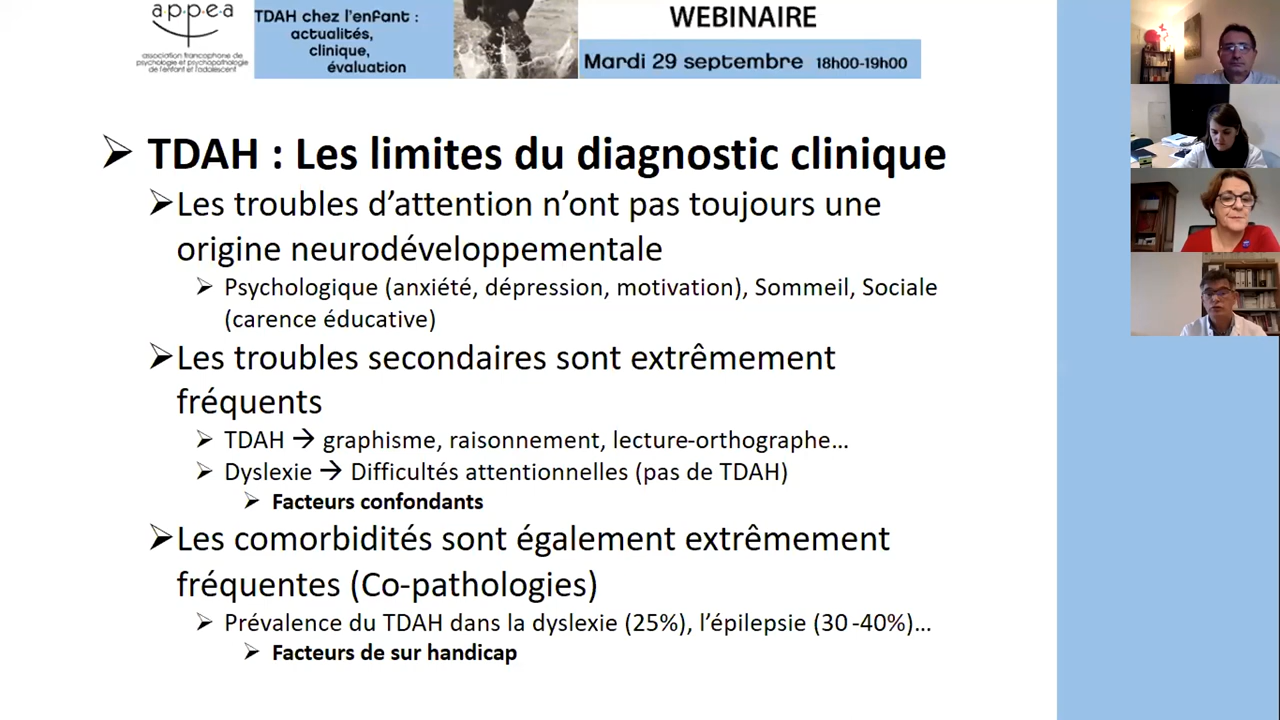 a·p·p·e·a
association francophone de
psychologie et psychopathologie
de l'enfant et l'adolescent
TDAH chez l'enfant :
actualités,
clinique,
évaluation
WEBINAIRE
Mardi 29 septembre 18h00-19h00
➢ TDAH : Les limites du diagnostic clinique
➢Les troubles d'attention n'ont pas toujours une
origine neurodéveloppementale
➢ Psychologique (anxiété, dépression, motivation), Sommeil, Sociale
(carence éducative)
➢Les troubles secondaires sont extrêmement
fréquents
➢ TDAH → graphisme, raisonnement, lecture-orthographe…
➢ Dyslexie → Difficultés attentionnelles (pas de TDAH)
➢ Facteurs confondants
➢Les comorbidités sont également extrêmement
fréquentes (Co-pathologies)
➢ Prévalence du TDAH dans la dyslexie (25%), l'épilepsie (30 -40%)…
➢ Facteurs de sur handicap